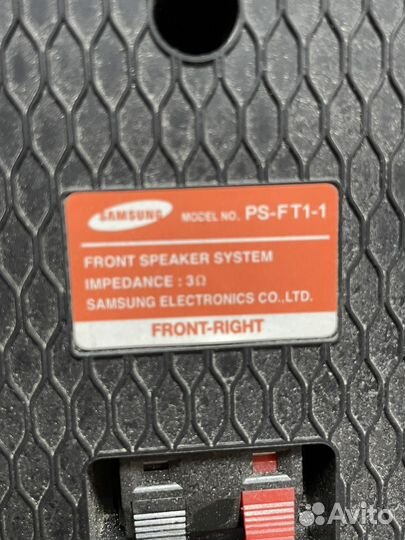 SAMSUNG MODEL NO. PS-FT1-1
FRONT SPEAKER SYSTEM
IMPEDANCE : 3Ω
SAMSUNG ELECTRONICS CO.,LTD.
FRONT-RIGHT
Avito